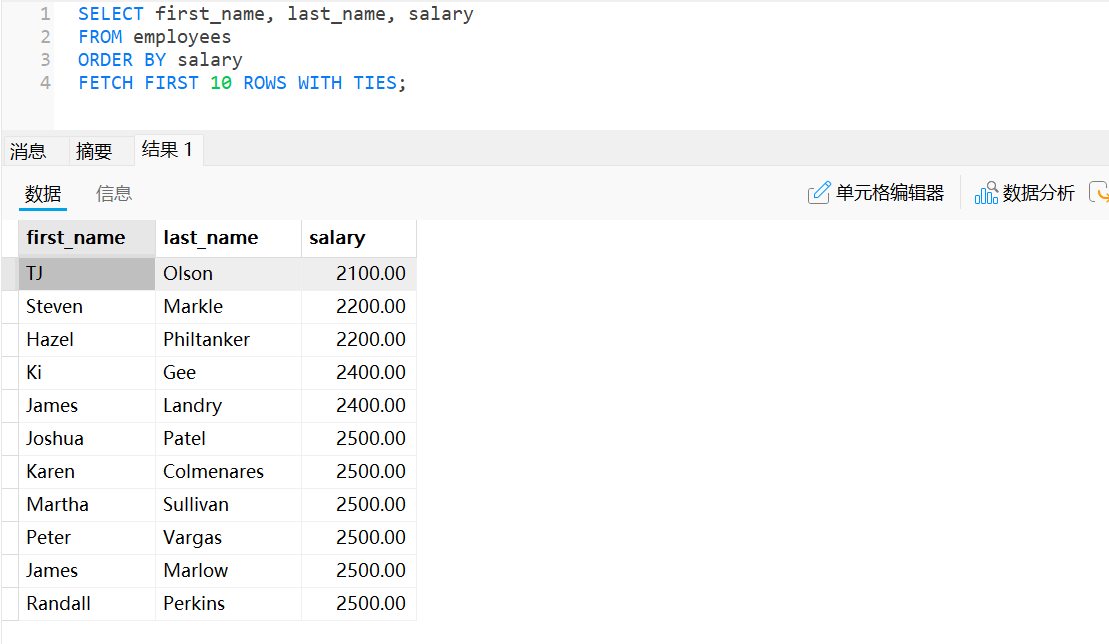 1 SELECT first_name, last_name, salary
2 FROM employees
3 ORDER BY salary
4 FETCH FIRST 10 ROWS WITH TIES;
消息 摘要 结果 1
数据 信息 单元格编辑器 数据分析
first_name last_name salary
TJ Olson 2100.00
Steven Markle 2200.00
Hazel Philtanker 2200.00
Ki Gee 2400.00
James Landry 2400.00
Joshua Patel 2500.00
Karen Colmenares 2500.00
Martha Sullivan 2500.00
Peter Vargas 2500.00
James Marlow 2500.00
Randall Perkins 2500.00